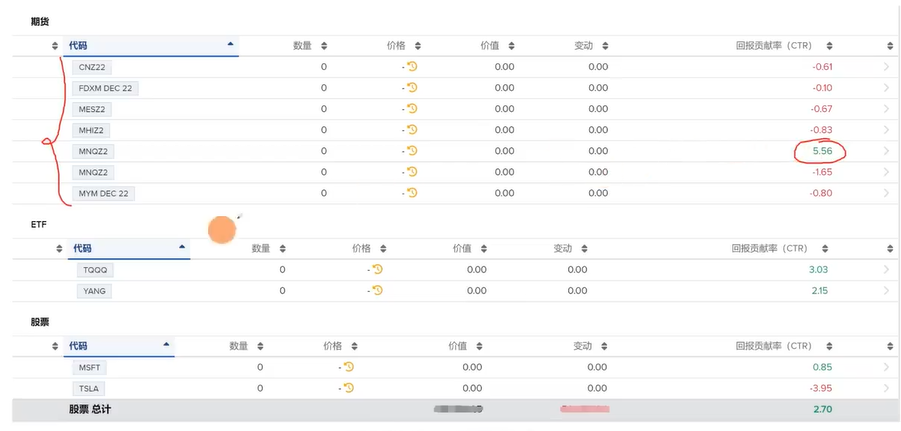 期货
代码 数量 价格 价值 变动 回报贡献率（CTR）
CNZ22 0 - 0.00 0.00 -0.61
FDXM DEC 22 0 - 0.00 0.00 -0.10
MESZ2 0 - 0.00 0.00 -0.67
MHIZ2 0 - 0.00 0.00 -0.83
MNQZ2 0 - 0.00 0.00 5.56
MNQZ2 0 - 0.00 0.00 -1.65
MYM DEC 22 0 - 0.00 0.00 -0.80
ETF
代码 数量 价格 价值 变动 回报贡献率（CTR）
TQQQ 0 - 0.00 0.00 3.03
YANG 0 - 0.00 0.00 2.15
股票
代码 数量 价格 价值 变动 回报贡献率（CTR）
MSFT 0 - 0.00 0.00 0.85
TSLA 0 - 0.00 0.00 -3.95
股票 总计 2.70